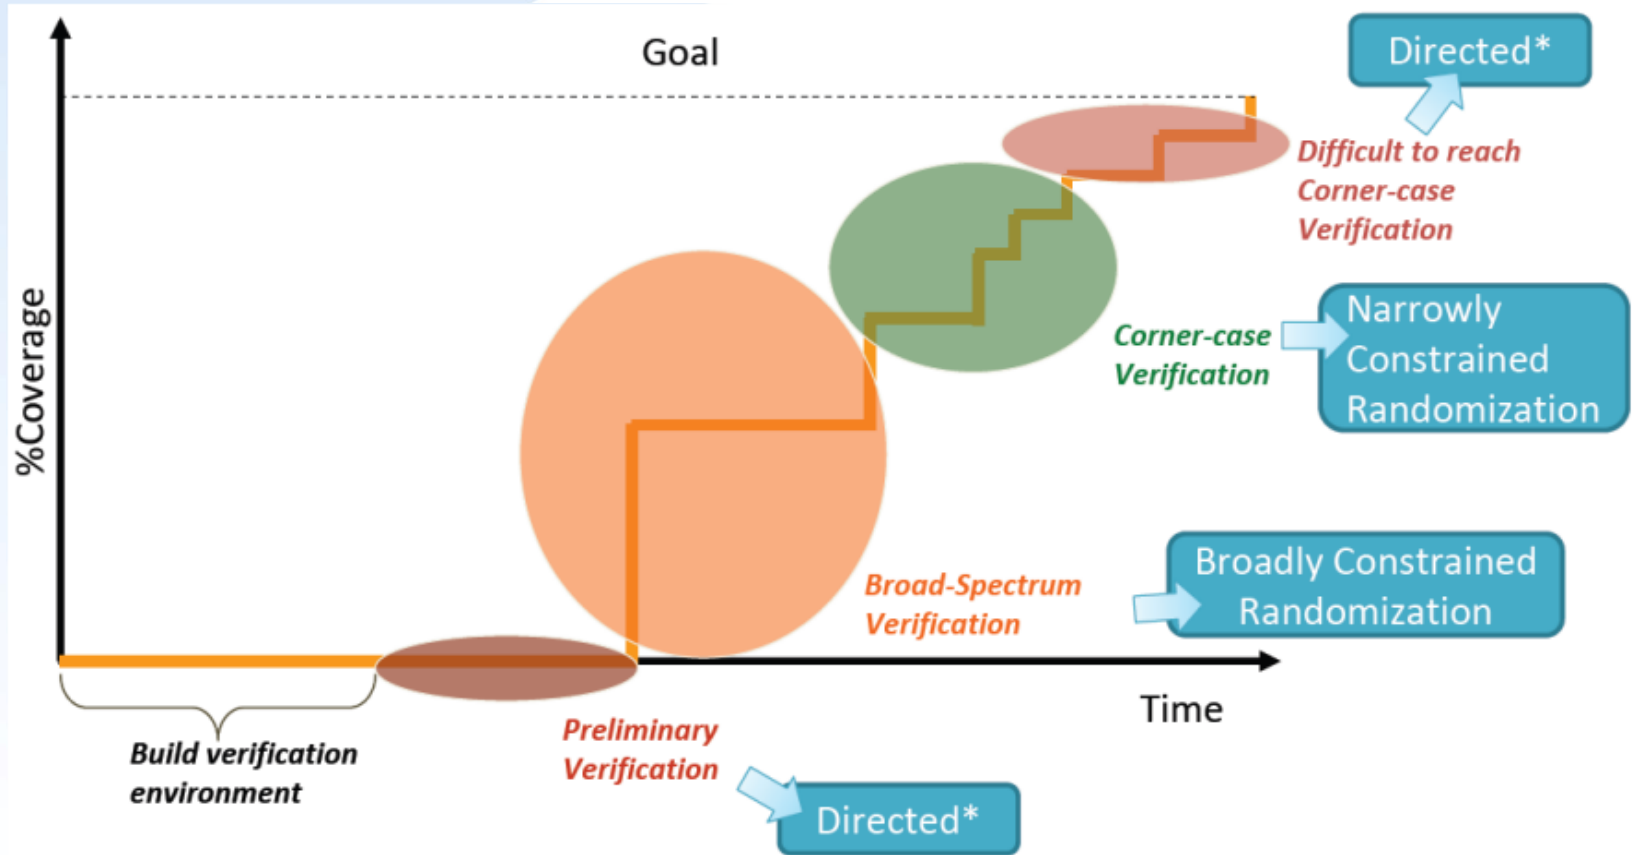 Goal
Directed*
Difficult to reach
Corner-case
Verification
%Coverage
Narrowly
Constrained
Randomization
Corner-case
Verification
Broadly Constrained
Randomization
Broad-Spectrum
Verification
Time
Build verification
environment
Preliminary
Verification
Directed*